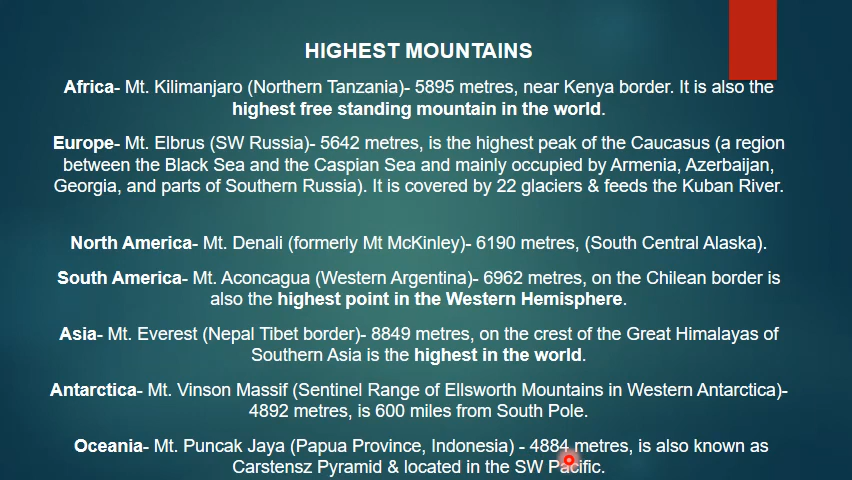 HIGHEST MOUNTAINS
Africa- Mt. Kilimanjaro (Northern Tanzania)- 5895 metres, near Kenya border. It is also the
highest free standing mountain in the world.
Europe- Mt. Elbrus (SW Russia)- 5642 metres, is the highest peak of the Caucasus (a region
between the Black Sea and the Caspian Sea and mainly occupied by Armenia, Azerbaijan,
Georgia, and parts of Southern Russia). It is covered by 22 glaciers & feeds the Kuban River.
North America- Mt. Denali (formerly Mt McKinley)- 6190 metres, (South Central Alaska).
South America- Mt. Aconcagua (Western Argentina)- 6962 metres, on the Chilean border is
also the highest point in the Western Hemisphere.
Asia- Mt. Everest (Nepal Tibet border)- 8849 metres, on the crest of the Great Himalayas of
Southern Asia is the highest in the world.
Antarctica- Mt. Vinson Massif (Sentinel Range of Ellsworth Mountains in Western Antarctica)-
4892 metres, is 600 miles from South Pole.
Oceania- Mt. Puncak Jaya (Papua Province, Indonesia) - 4884 metres, is also known as
Carstensz Pyramid & located in the SW Pacific.